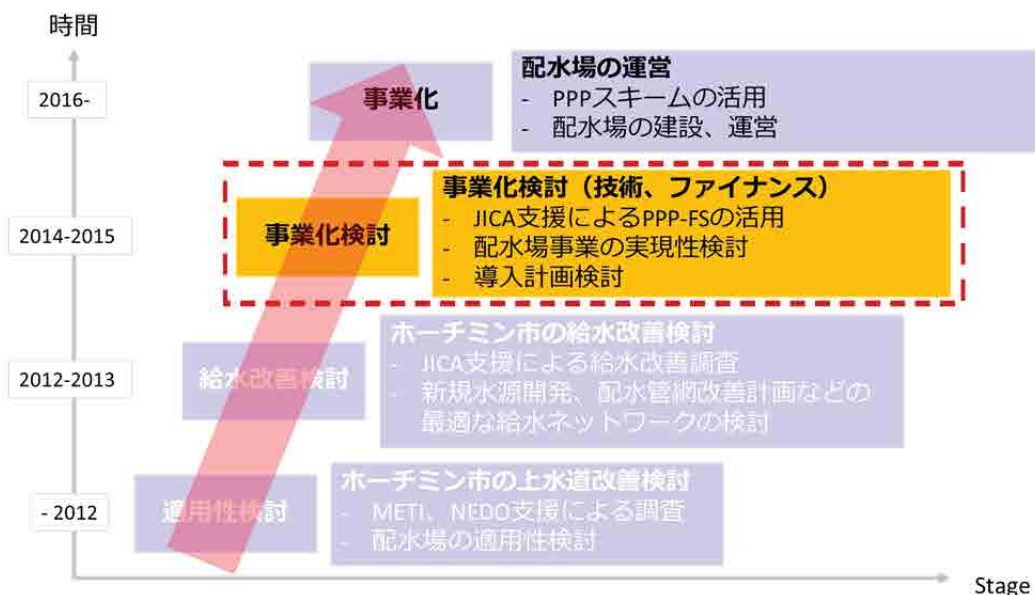 時間
2016-
事業化
配水場の運営
- PPPスキームの活用
- 配水場の建設、運営
2014-2015
事業化検討
事業化検討（技術、ファイナンス）
- JICA支援によるPPP-FSの活用
- 配水場事業の実現性検討
- 導入計画検討
2012-2013
給水改善検討
ホーチミン市の給水改善検討
- JICA支援による給水改善調査
- 新規水源開発、配水管網改善計画などの
最適な給水ネットワークの検討
- 2012
適用性検討
ホーチミン市の上水道改善検討
- METI、NEDO支援による調査
- 配水場の適用性検討
Stage